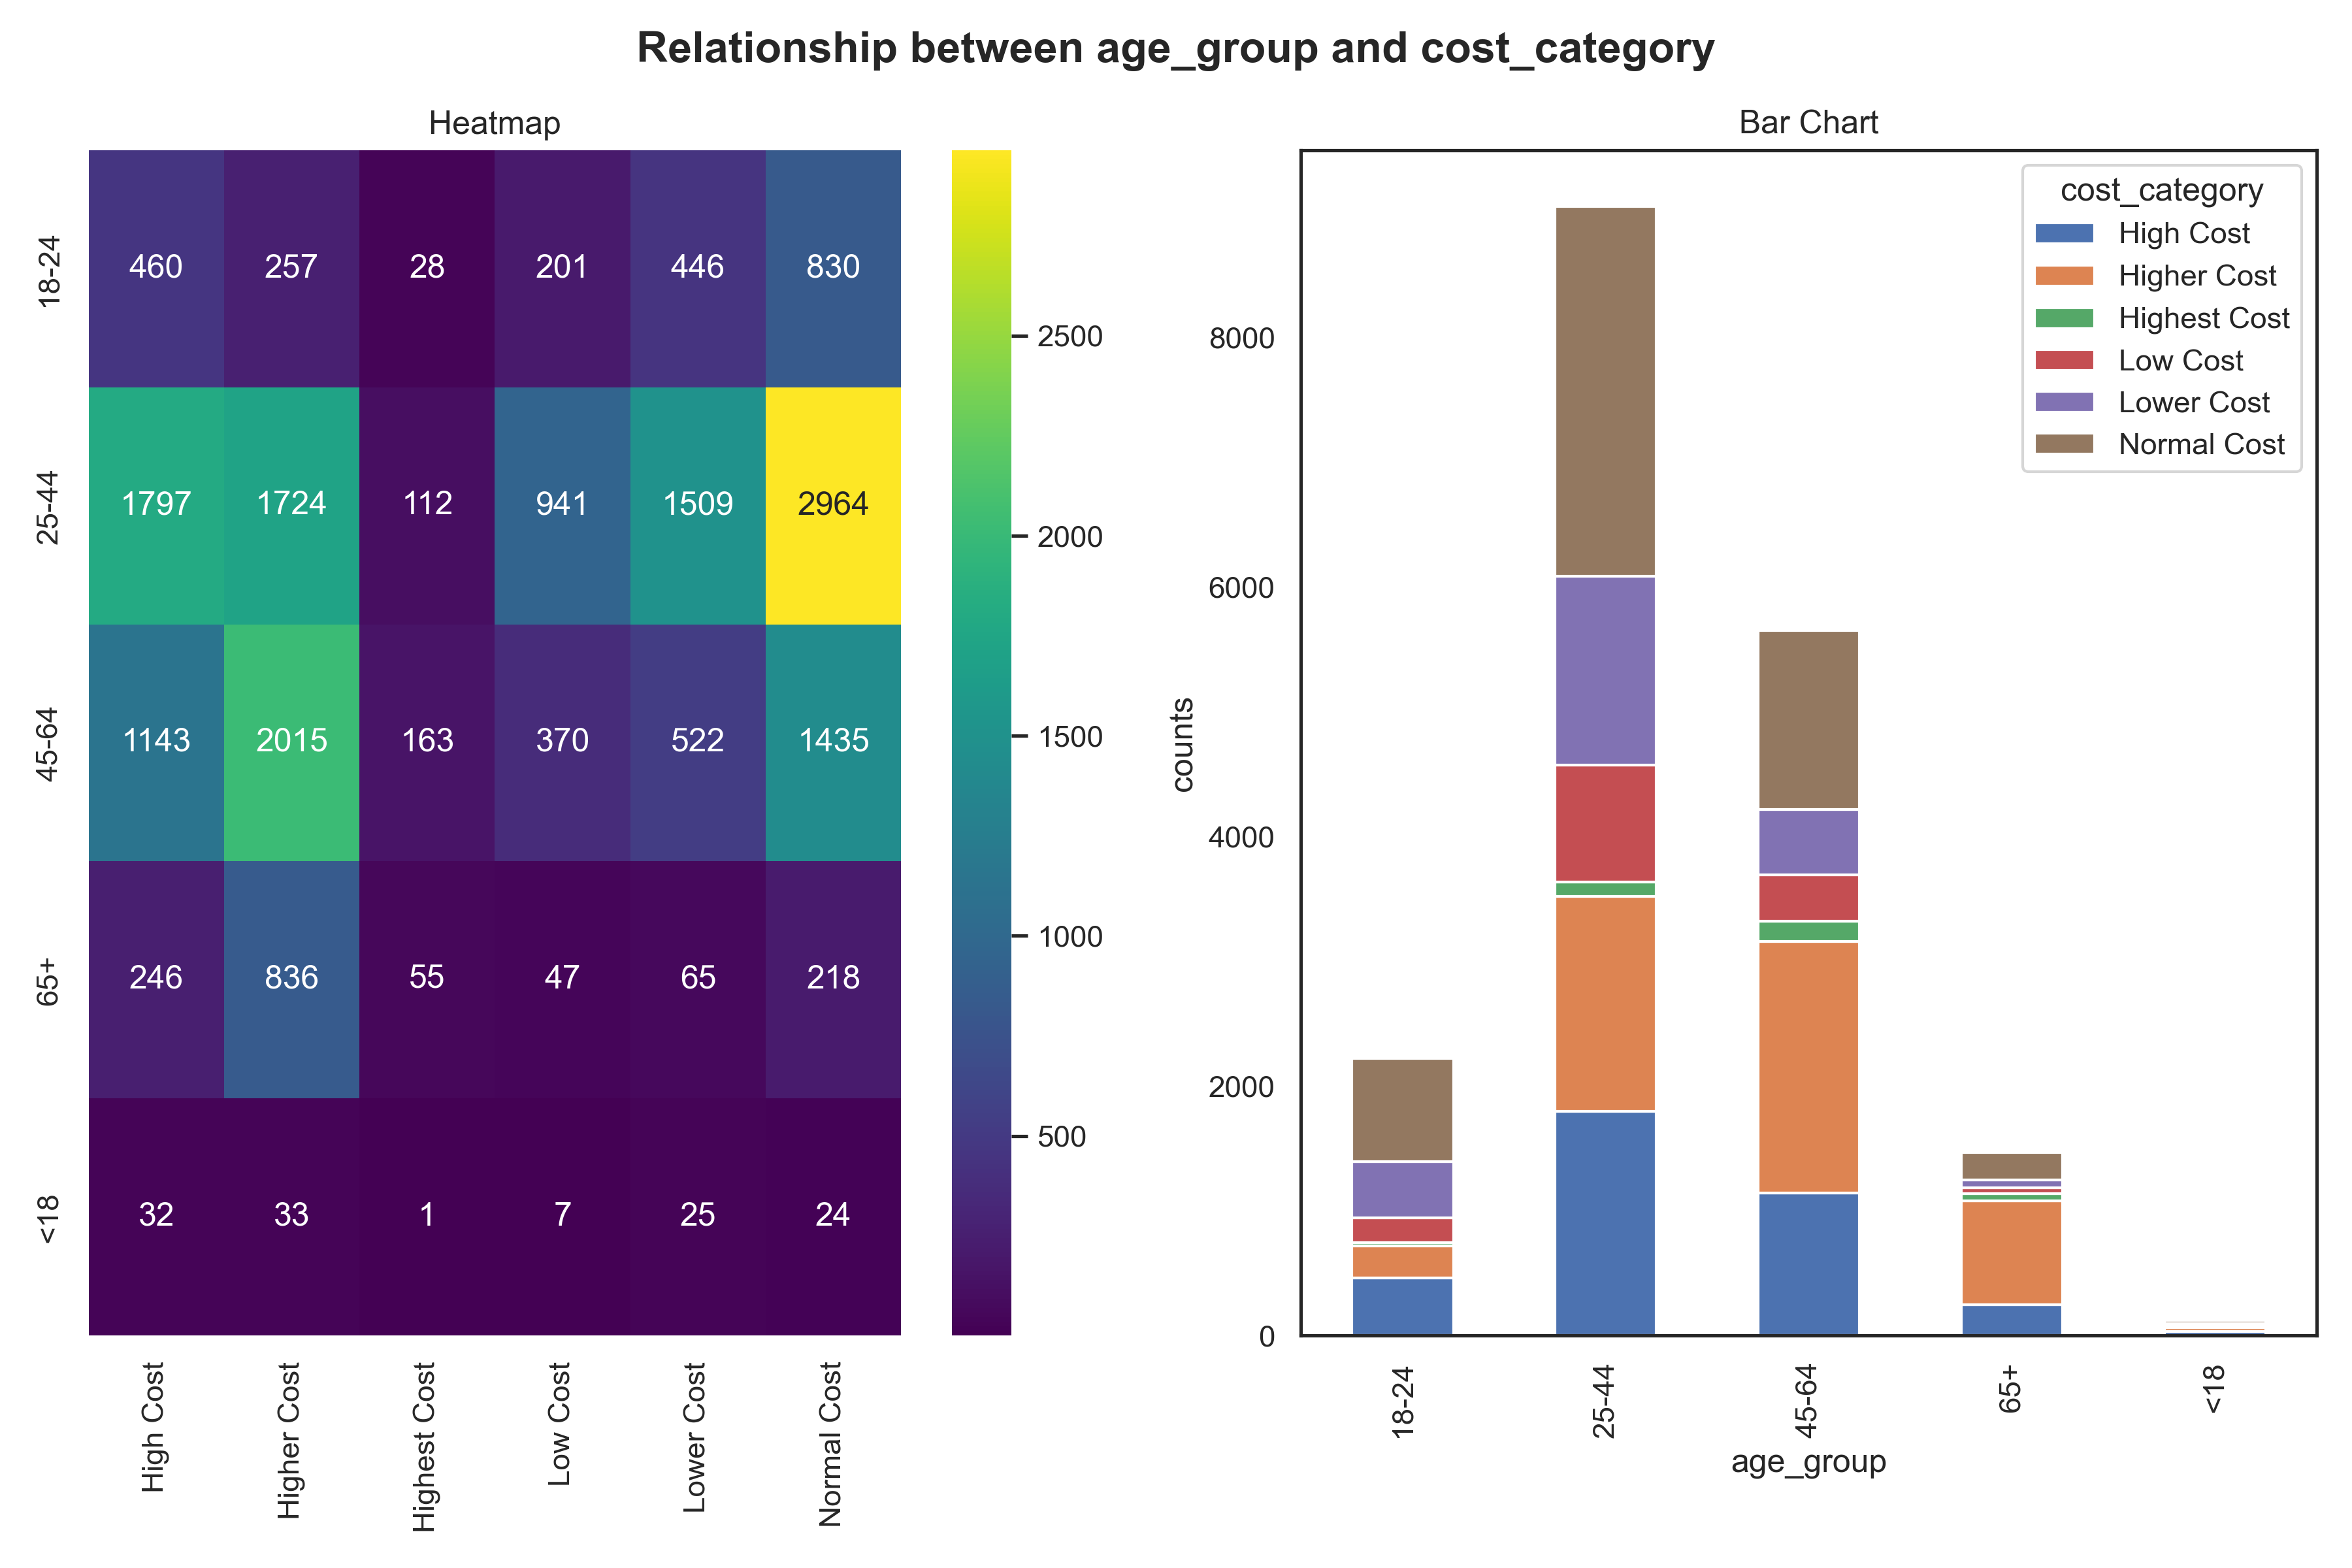 Relationship between age_group and cost_category
Heatmap
18-24
25-44
45-64
65+
<18
460 257 28 201 446 830
1797 1724 112 941 1509 2964
1143 2015 163 370 522 1435
246 836 55 47 65 218
32 33 1 7 25 24
High Cost
Higher Cost
Highest Cost
Low Cost
Lower Cost
Normal Cost
2500
2000
1500
1000
500
Bar Chart
counts
8000
6000
4000
2000
0
cost_category
High Cost
Higher Cost
Highest Cost
Low Cost
Lower Cost
Normal Cost
18-24
25-44
45-64
65+
<18
age_group